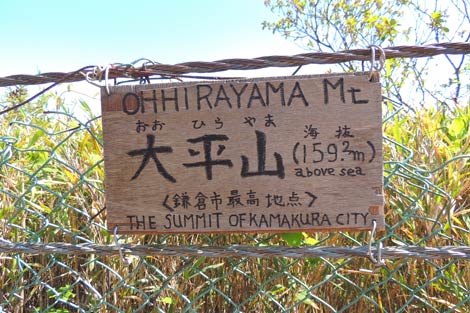 OHHIRAYAMA Mt
おおひらやま
大平山
海抜
(159.2m)
above sea
〈鎌倉市最高地点〉
THE SUMMIT OF KAMAKURA CITY